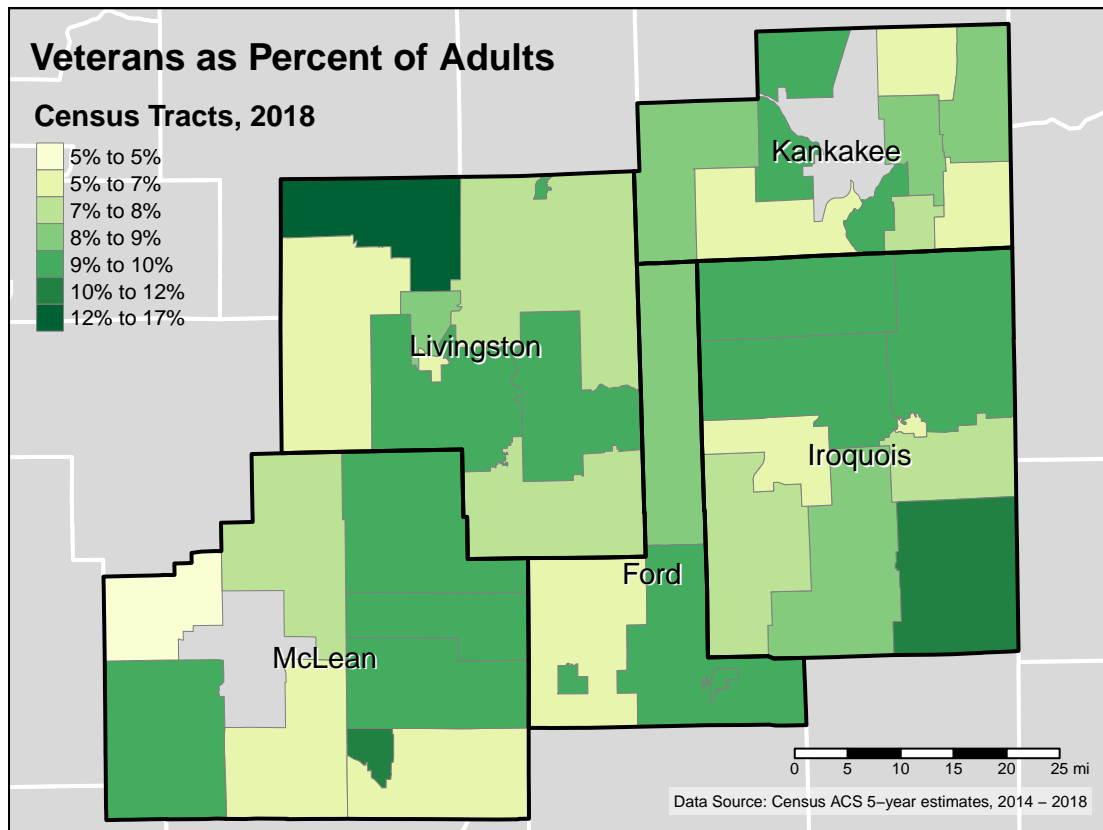 Veterans as Percent of Adults
Census Tracts, 2018
5% to 5%
5% to 7%
7% to 8%
8% to 9%
9% to 10%
10% to 12%
12% to 17%
Kankakee
Livingston
Iroquois
Ford
McLean
0 5 10 15 20 25 mi
Data Source: Census ACS 5−year estimates, 2014 − 2018